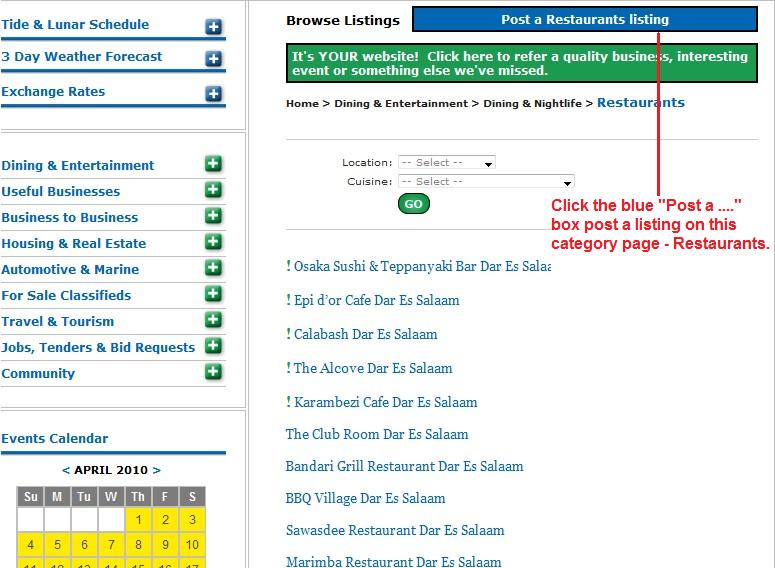 Tide & Lunar Schedule
3 Day Weather Forecast
Exchange Rates
Dining & Entertainment
Useful Businesses
Business to Business
Housing & Real Estate
Automotive & Marine
For Sale Classifieds
Travel & Tourism
Jobs, Tenders & Bid Requests
Community
Events Calendar
< APRIL 2010 >
Su M Tu W Th F S
1 2 3
4 5 6 7 8 9 10
Browse Listings
Post a Restaurants listing
It's YOUR website! Click here to refer a quality business, interesting
event or something else we've missed.
Home > Dining & Entertainment > Dining & Nightlife > Restaurants
Location: -- Select --
Cuisine: -- Select --
GO
Click the blue "Post a ...."
box post a listing on this
category page - Restaurants.
! Osaka Sushi & Teppanyaki Bar Dar Es Salaa
! Epi d’or Cafe Dar Es Salaam
! Calabash Dar Es Salaam
! The Alcove Dar Es Salaam
! Karambezi Cafe Dar Es Salaam
The Club Room Dar Es Salaam
Bandari Grill Restaurant Dar Es Salaam
BBQ Village Dar Es Salaam
Sawasdee Restaurant Dar Es Salaam
Marimba Restaurant Dar Es Salaam